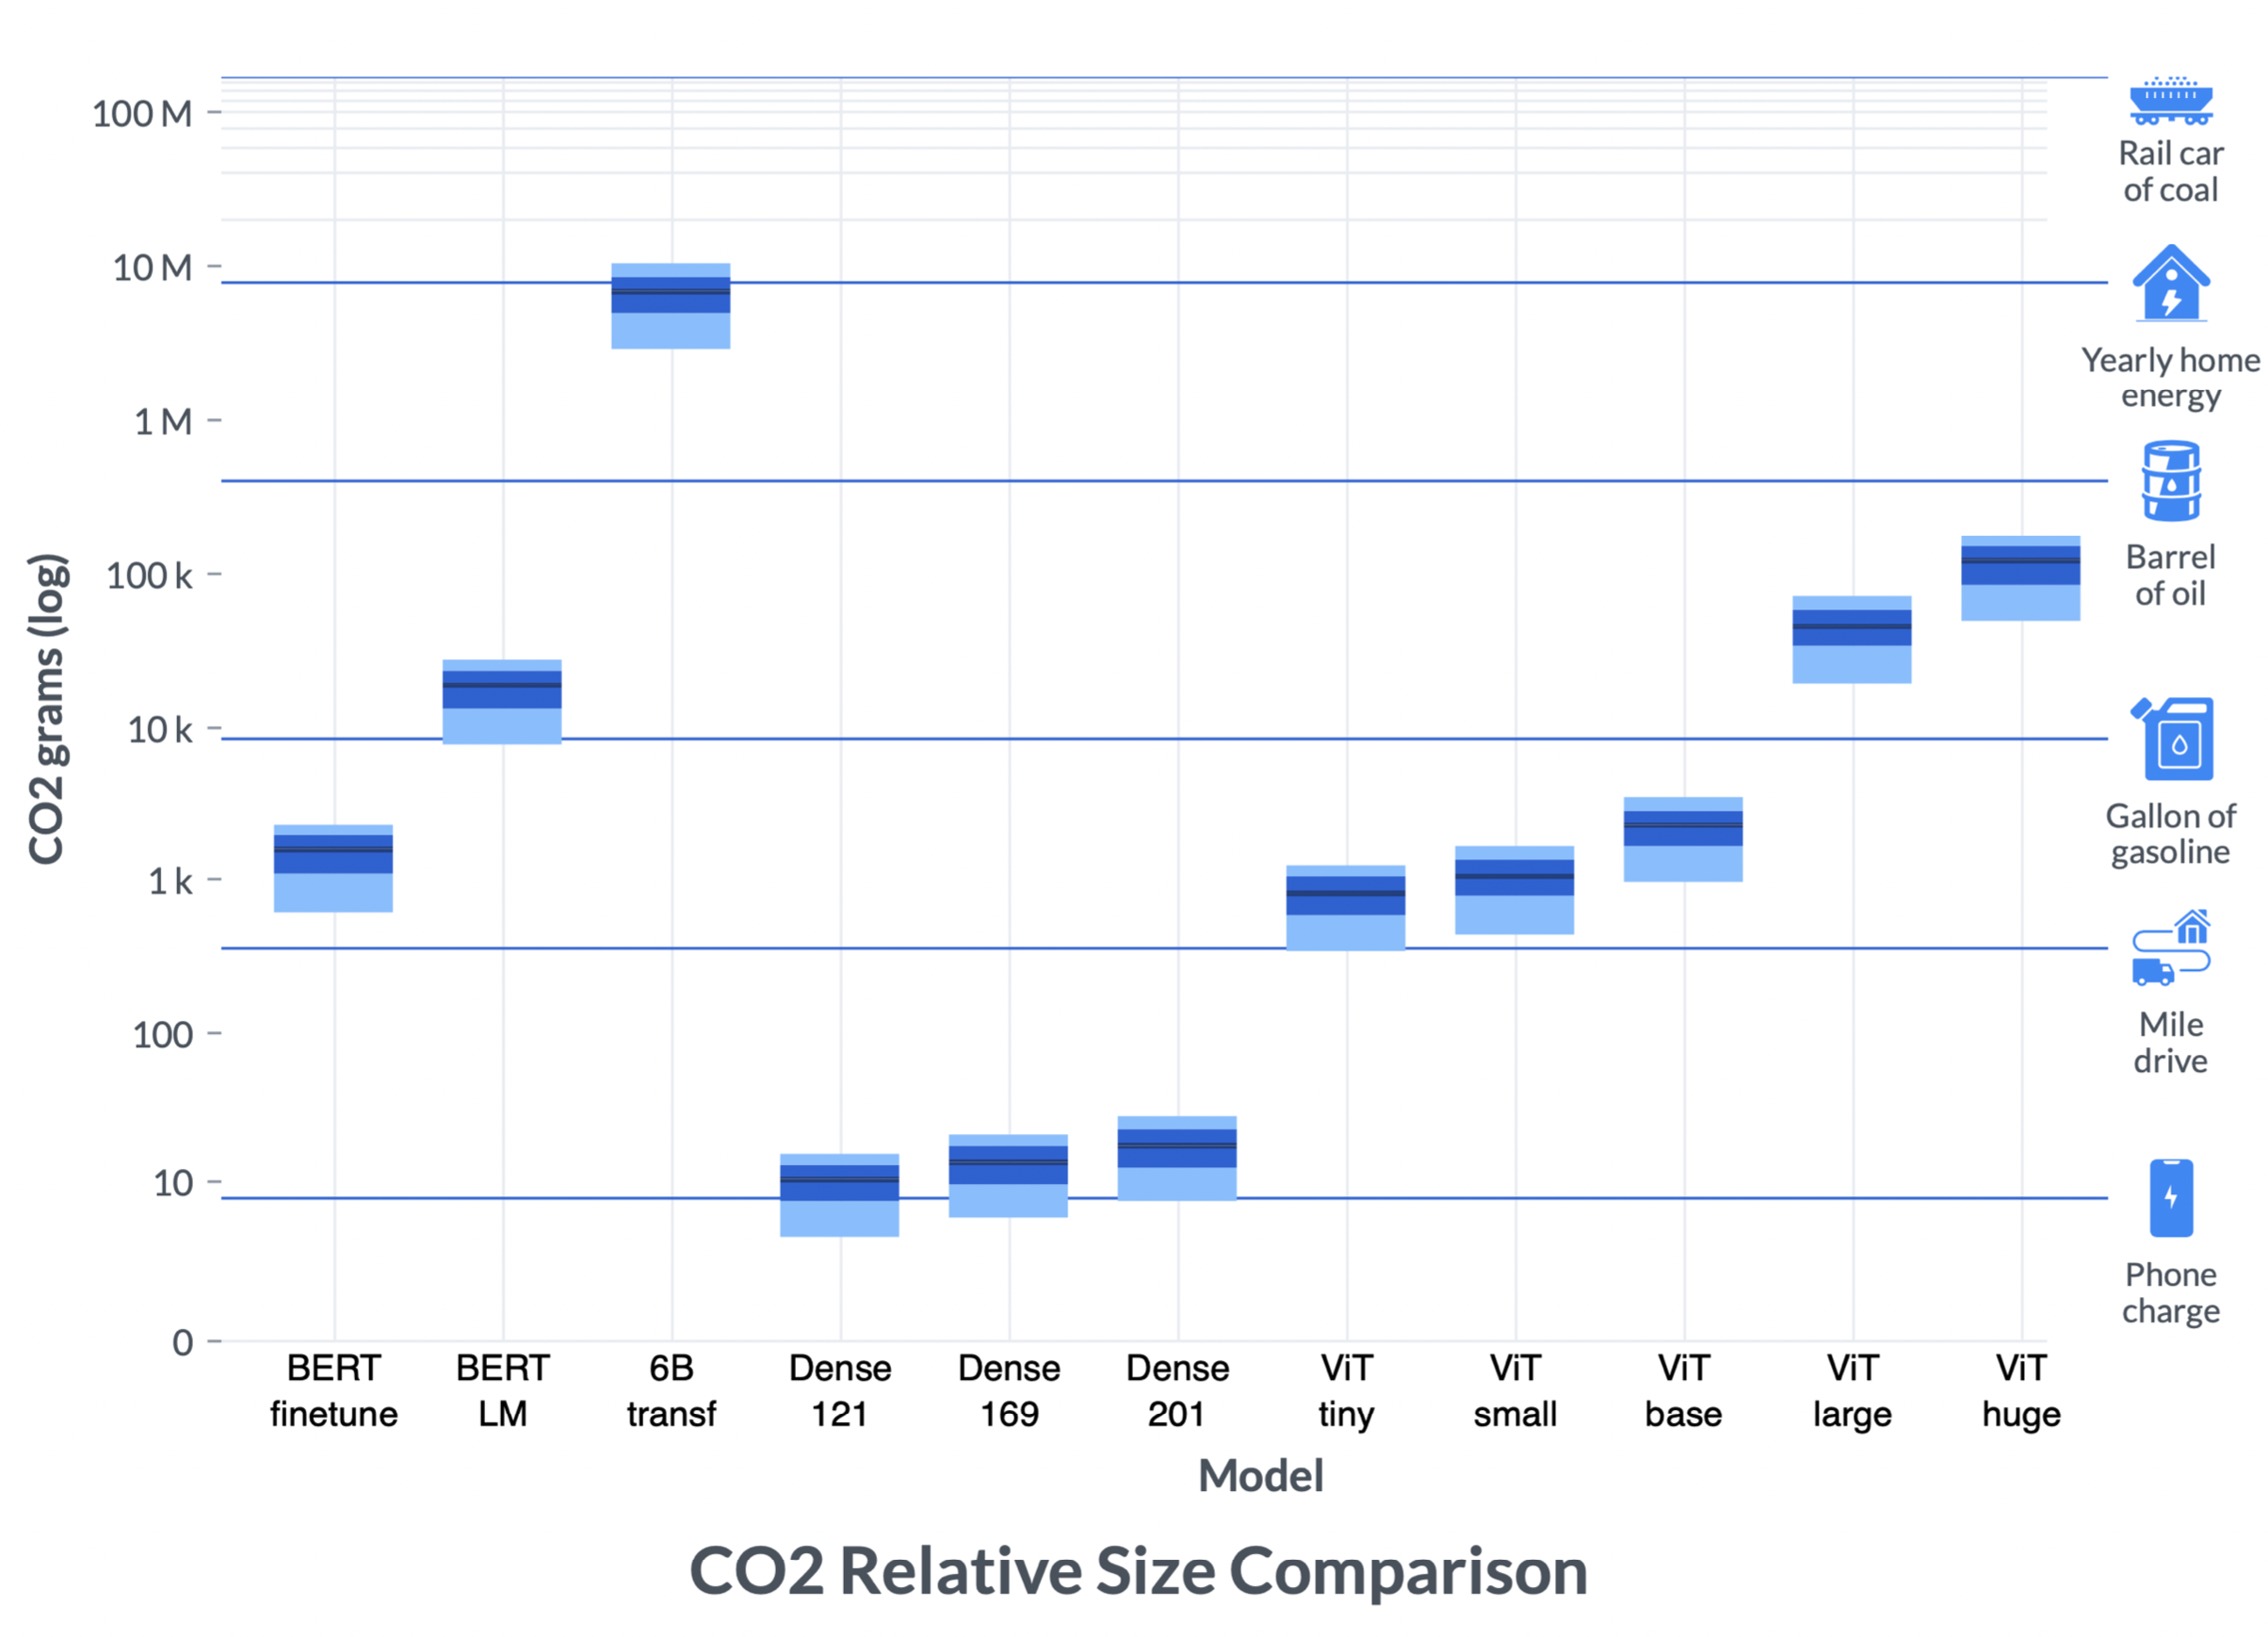 100 M
10 M
1 M
100 k
10 k
1 k
100
10
0
CO2 grams (log)
Rail car
of coal
Yearly home
energy
Barrel
of oil
Gallon of
gasoline
Mile
drive
Phone
charge
BERT
finetune
BERT
LM
6B
transf
Dense
121
Dense
169
Dense
201
ViT
tiny
ViT
small
ViT
base
ViT
large
ViT
huge
Model
CO2 Relative Size Comparison